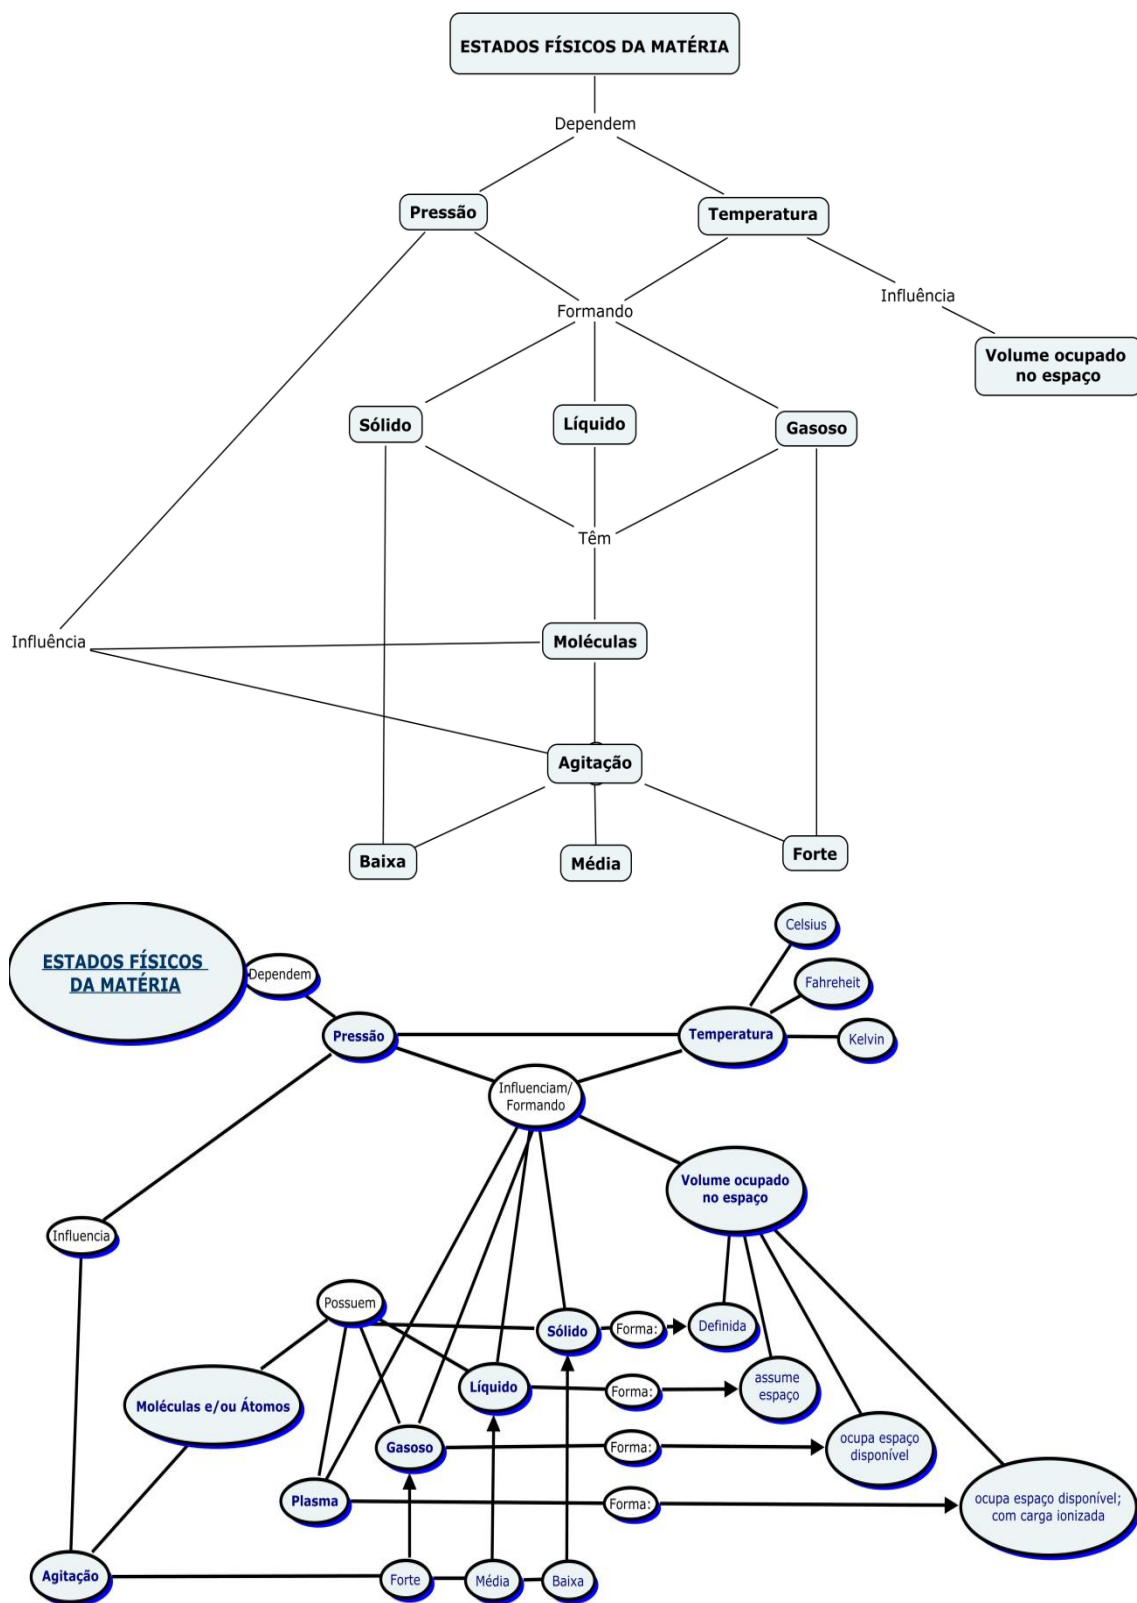 ESTADOS FÍSICOS DA MATÉRIA
Dependem
Pressão
Temperatura
Influência
Formando
Volume ocupado
no espaço
Sólido
Líquido
Gasoso
Têm
Influência
Moléculas
Agitação
Baixa
Média
Forte
ESTADOS FÍSICOS
DA MATÉRIA
Dependem
Celsius
Fahreheit
Pressão
Temperatura
Kelvin
Influenciam/
Formando
Volume ocupado
no espaço
Influencia
Possuem
Sólido
Forma:
Definida
Moléculas e/ou Átomos
Líquido
Forma:
assume
espaço
Gasoso
Forma:
ocupa espaço
disponível
Plasma
Forma:
ocupa espaço disponível;
com carga ionizada
Agitação
Forte
Média
Baixa